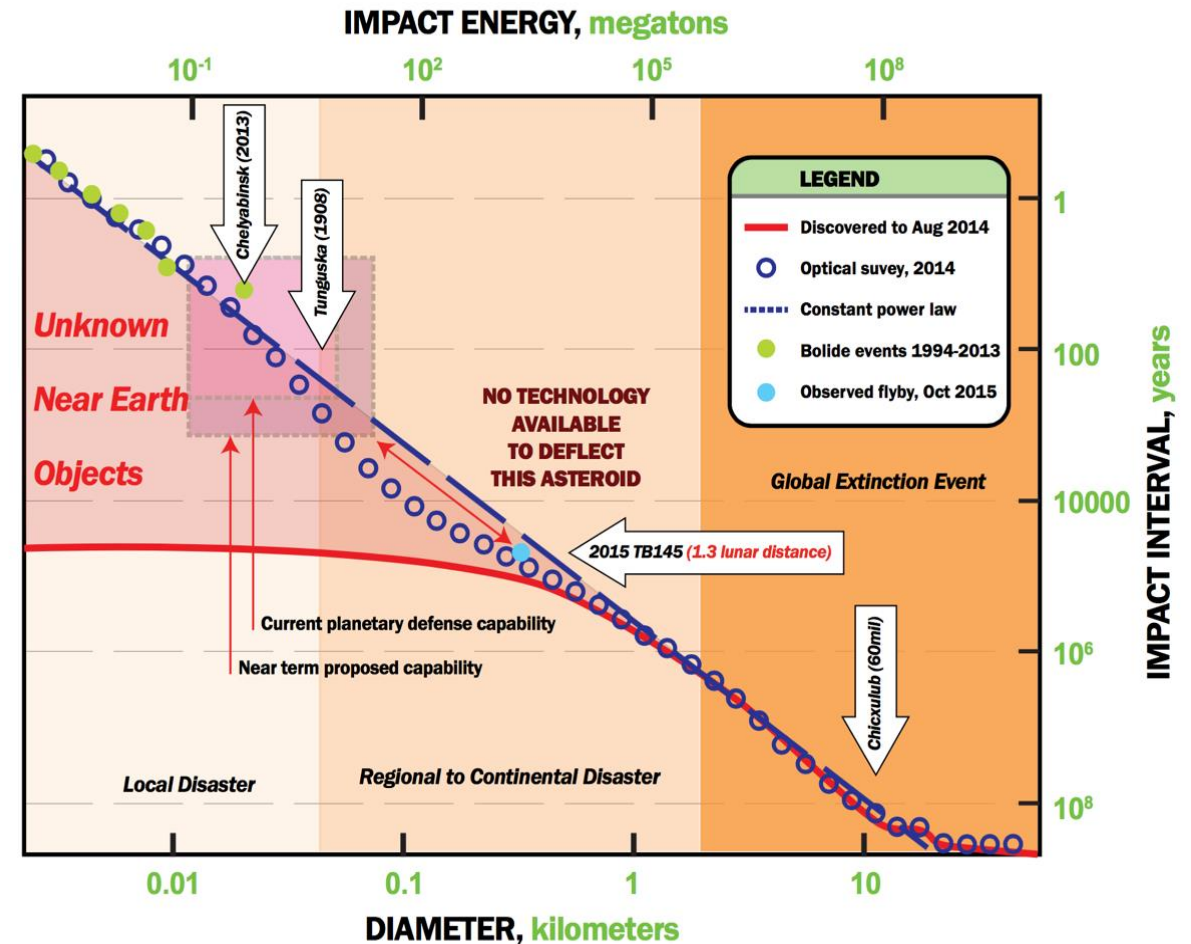 IMPACT ENERGY, megatons
10-1 102 105 108
Chelyabinsk (2013)
Tunguska (1908)
LEGEND
Discovered to Aug 2014
Optical suvey, 2014
Constant power law
Bolide events 1994-2013
Observed flyby, Oct 2015
1
100
10000
106
108
IMPACT INTERVAL, years
Unknown
Near Earth
Objects
NO TECHNOLOGY
AVAILABLE
TO DEFLECT
THIS ASTEROID
Global Extinction Event
2015 TB145 (1.3 lunar distance)
Current planetary defense capability
Near term proposed capability
Chicxulub (60mil)
Local Disaster
Regional to Continental Disaster
0.01 0.1 1 10
DIAMETER, kilometers